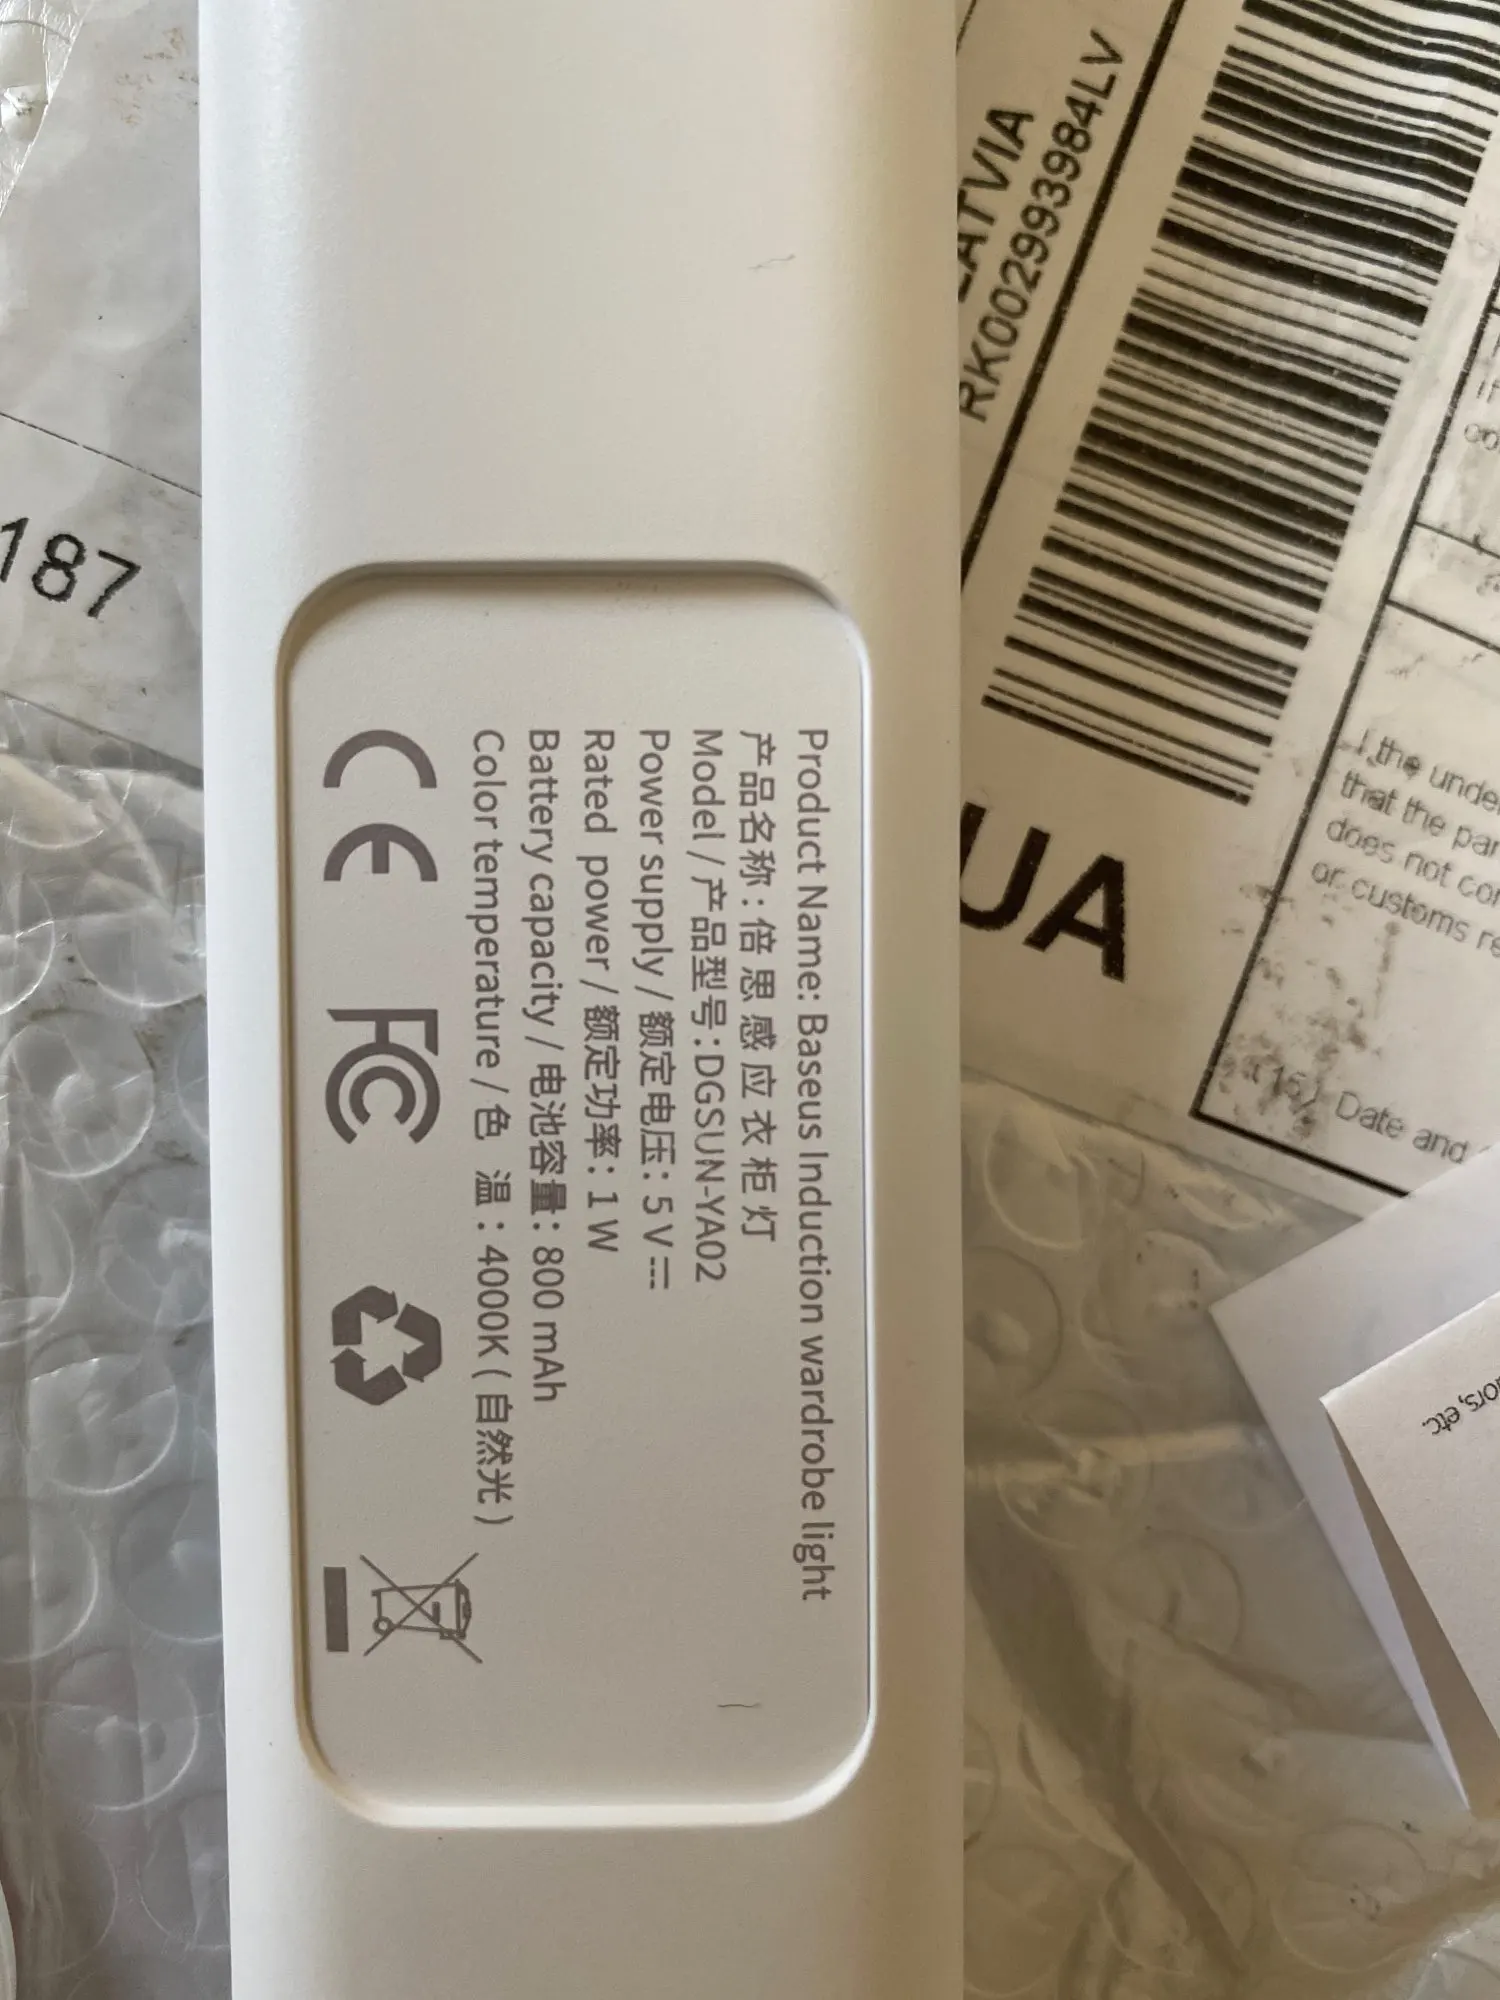 Product Name: Baseus Induction wardrobe light
产品名称:倍思感应衣柜灯
Model / 产品型号:DGSUN-YA02
Power supply / 额定电压: 5 V⎓
Rated power / 额定功率: 1 W
Battery capacity / 电池容量: 800 mAh
Color temperature / 色 温 : 4000K ( 自然光 )
CE FC
LATVIA
RK002993984LV
UA
187
I, the unde
that the par
does not con
or customs re
Date and
etc.